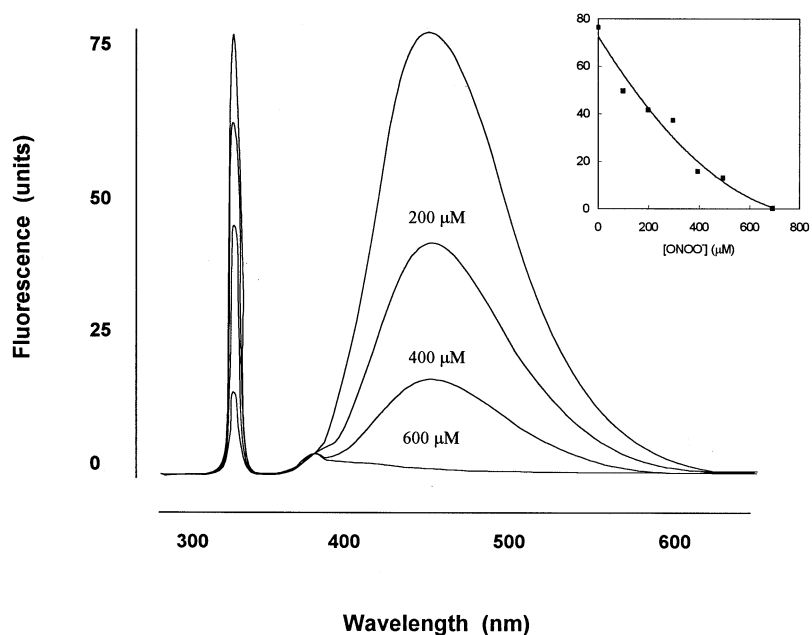 Fluorescence (units)
75
50
25
0
200 μM
400 μM
600 μM
300 400 500 600
Wavelength (nm)
80
60
40
20
0
0 200 400 600 800
[ONOO⁻] (μM)